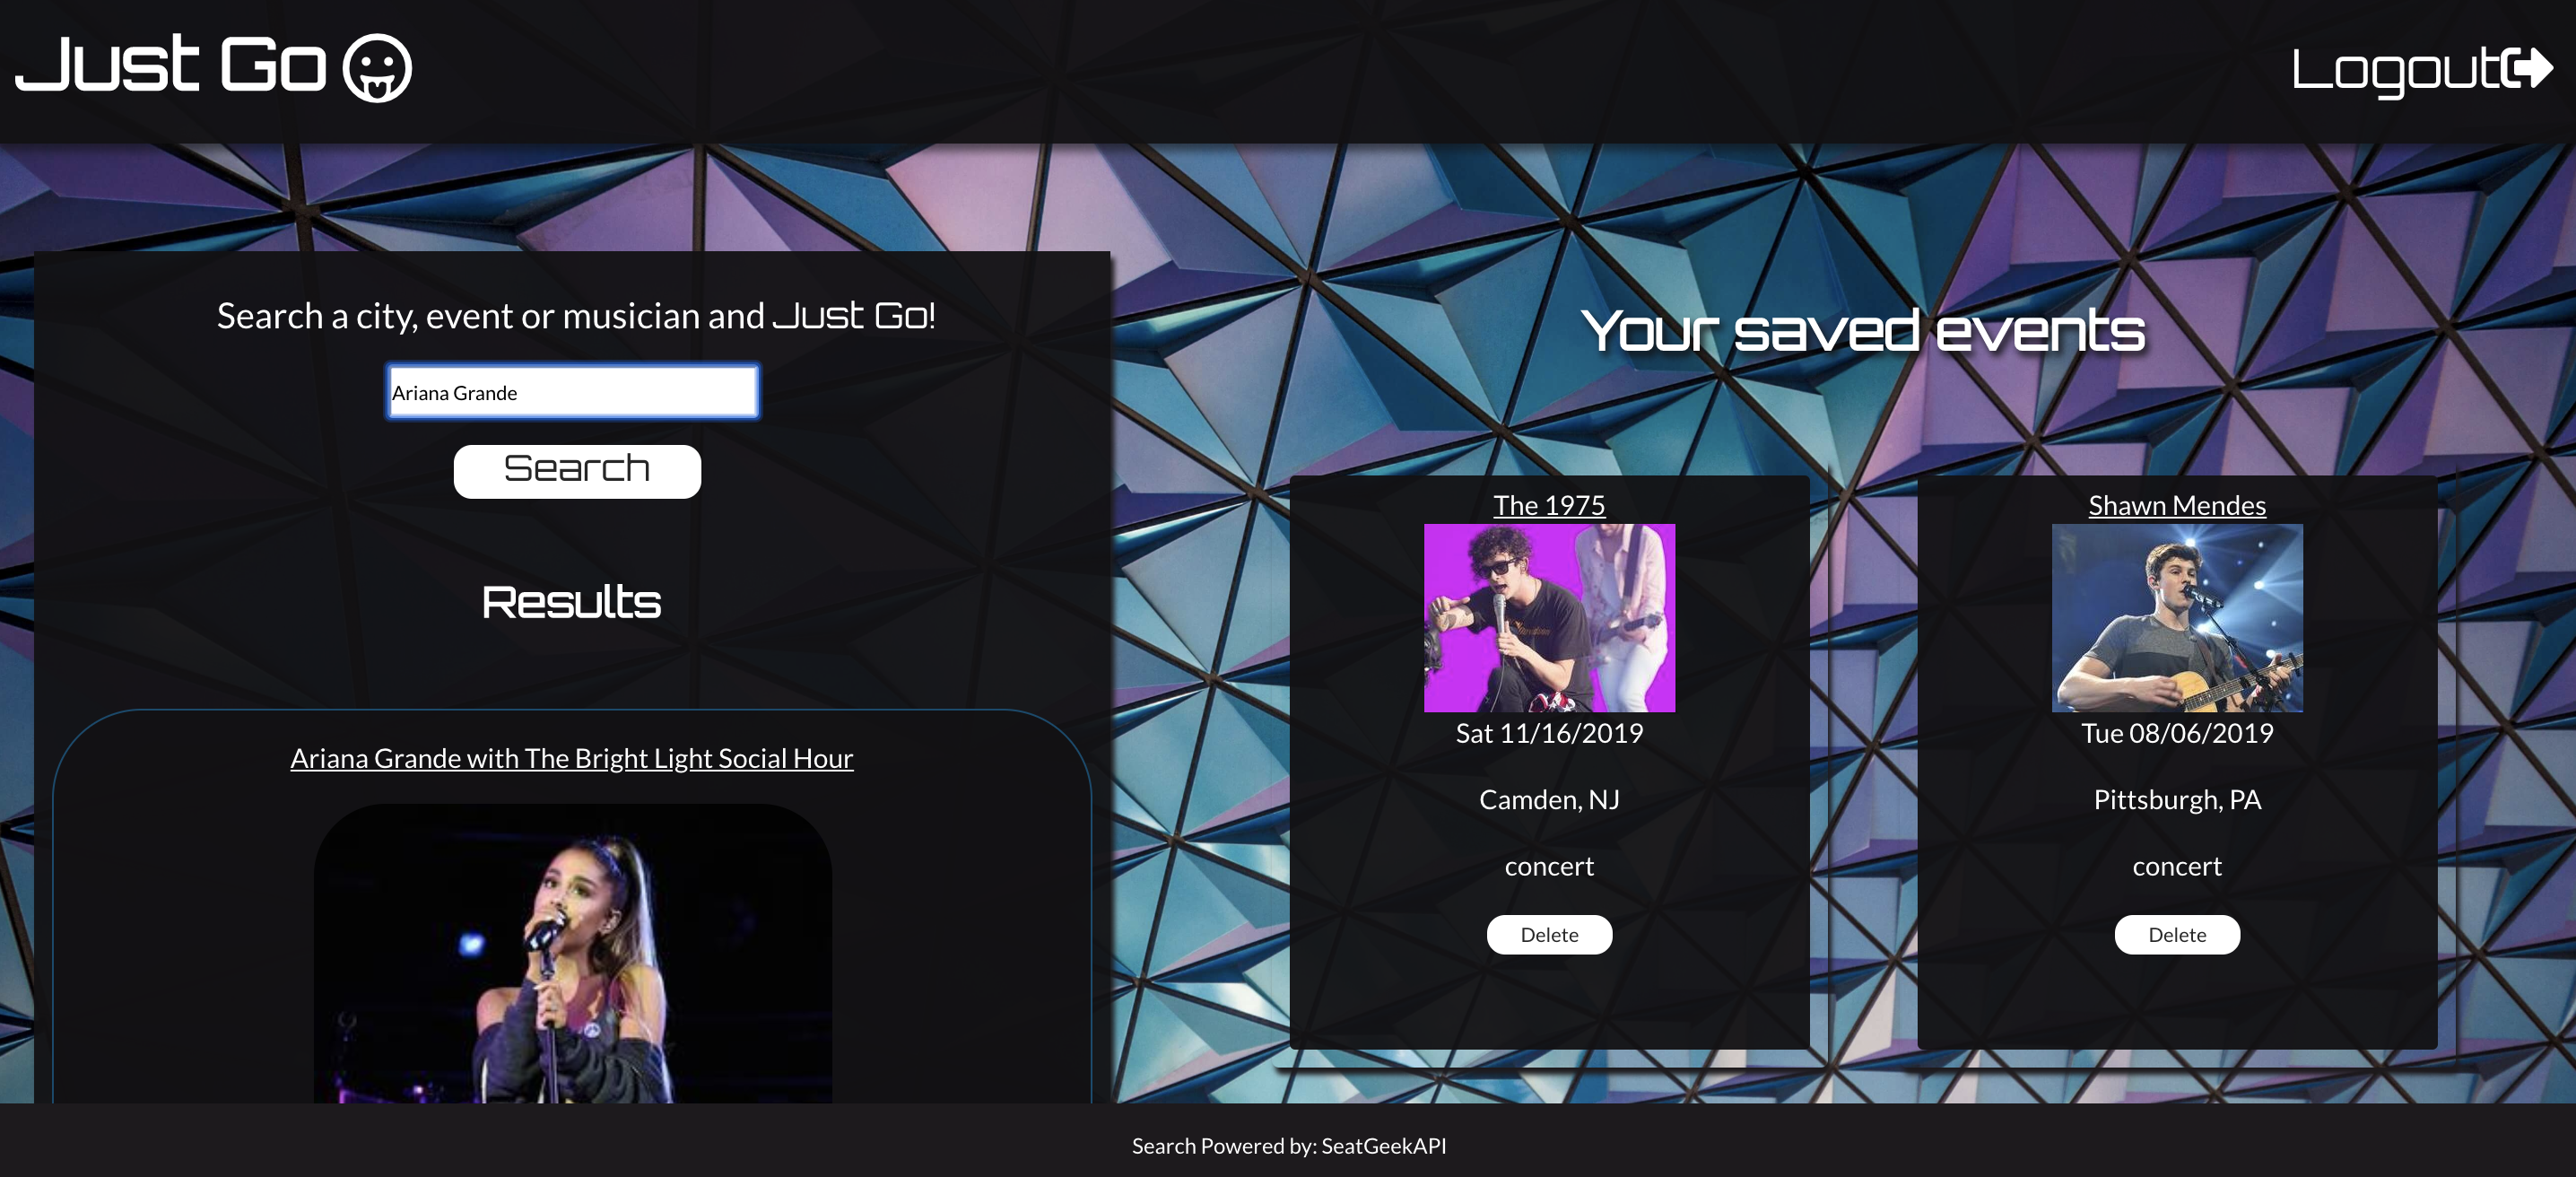 Just Go
Logout
Search a city, event or musician and Just Go!
Ariana Grande
Search
Results
Ariana Grande with The Bright Light Social Hour
Your saved events
The 1975
Sat 11/16/2019
Camden, NJ
concert
Delete
Shawn Mendes
Tue 08/06/2019
Pittsburgh, PA
concert
Delete
Search Powered by: SeatGeekAPI